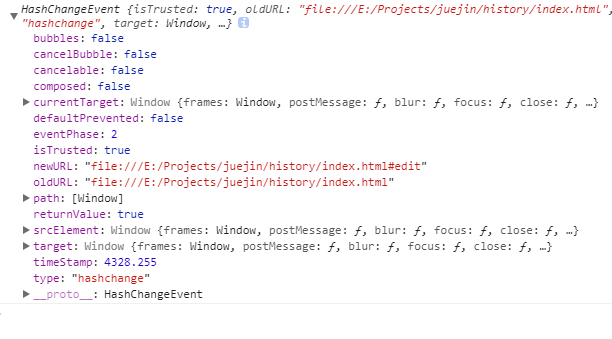 HashChangeEvent {isTrusted: true, oldURL: "file:///E:/Projects/juejin/history/index.html",
"hashchange", target: Window, …} i
bubbles: false
cancelBubble: false
cancelable: false
composed: false
currentTarget: Window {frames: Window, postMessage: ƒ, blur: ƒ, focus: ƒ, close: ƒ, …}
defaultPrevented: false
eventPhase: 2
isTrusted: true
newURL: "file:///E:/Projects/juejin/history/index.html#edit"
oldURL: "file:///E:/Projects/juejin/history/index.html"
path: [Window]
returnValue: true
srcElement: Window {frames: Window, postMessage: ƒ, blur: ƒ, focus: ƒ, close: ƒ, …}
target: Window {frames: Window, postMessage: ƒ, blur: ƒ, focus: ƒ, close: ƒ, …}
timeStamp: 4328.255
type: "hashchange"
__proto__: HashChangeEvent